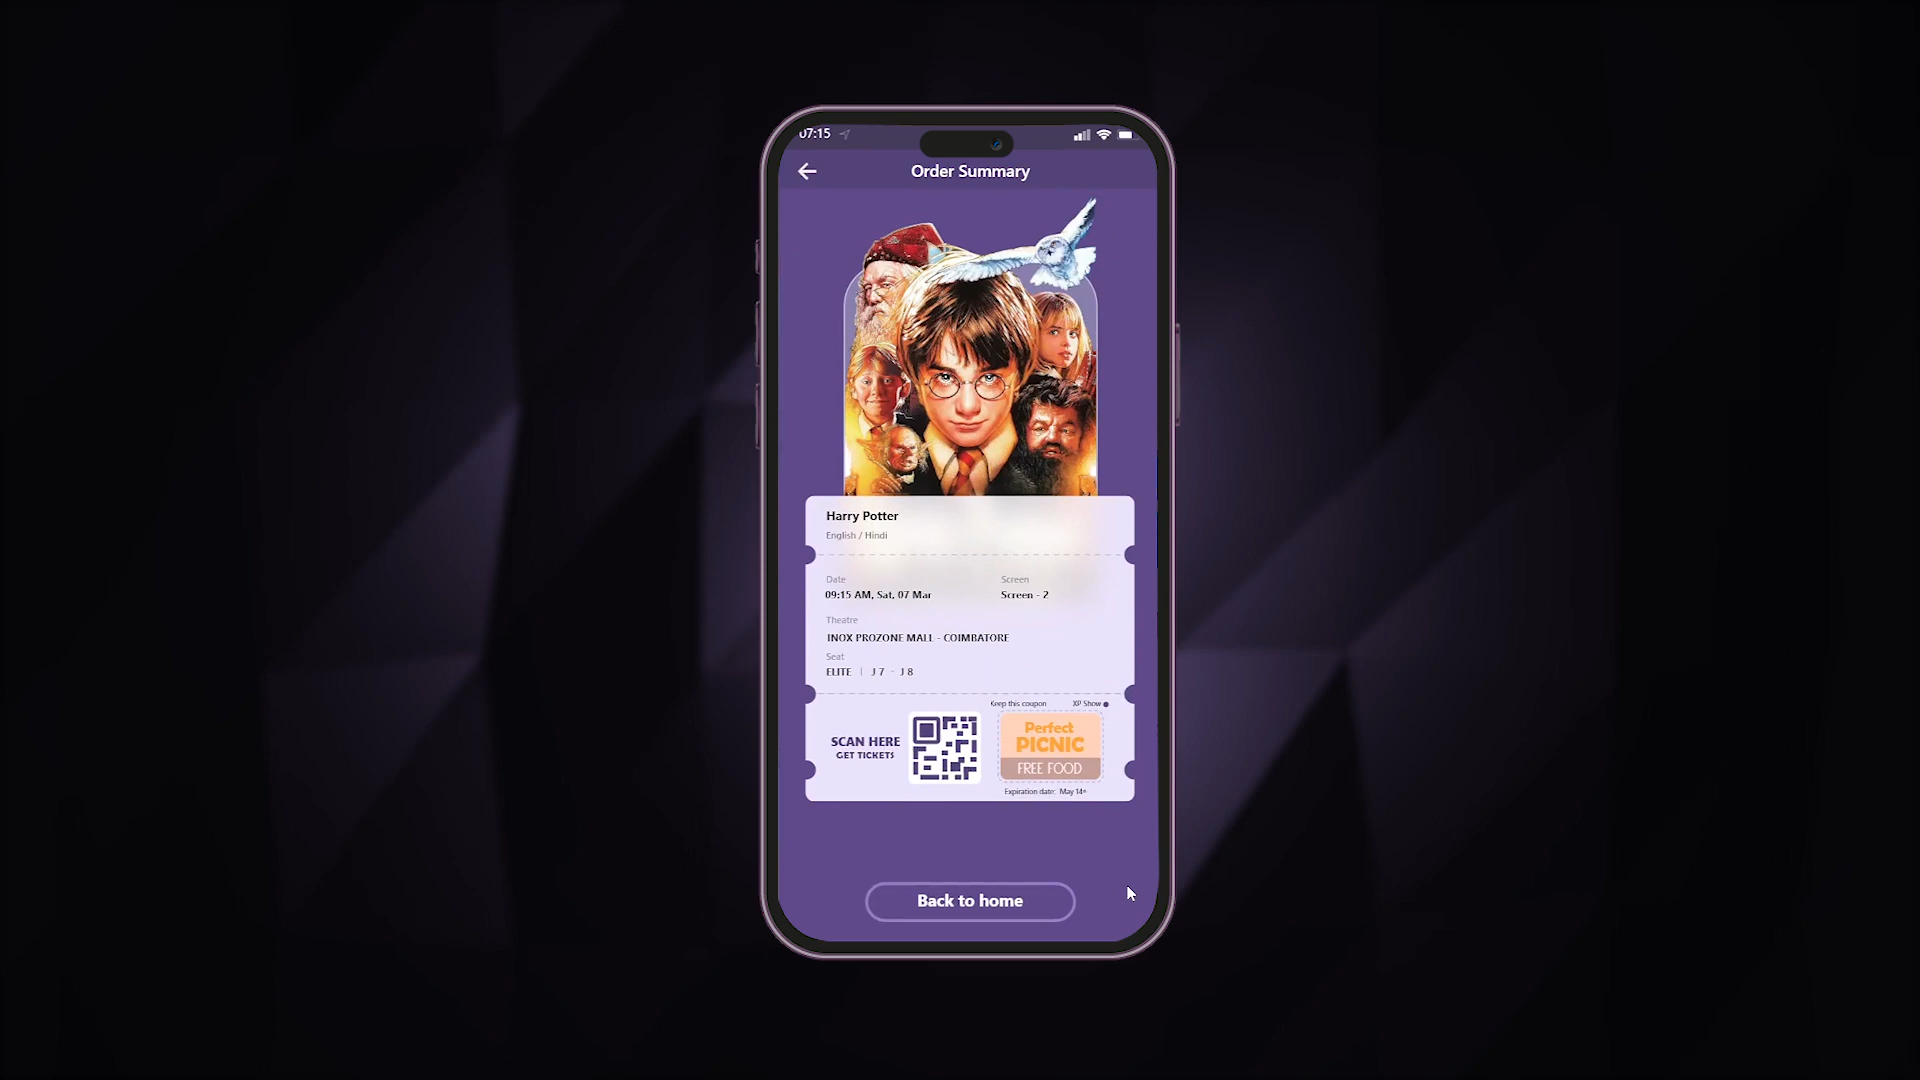 07:15
Order Summary
Harry Potter
English / Hindi
Date Screen
09:15 AM, Sat, 07 Mar Screen - 2
Theatre
INOX PROZONE MALL - COIMBATORE
Seat
ELITE | J 7 - J 8
Keep this coupon XP Show
SCAN HERE
GET TICKETS
Perfect
PICNIC
FREE FOOD
Expiration date: May 14th
Back to home